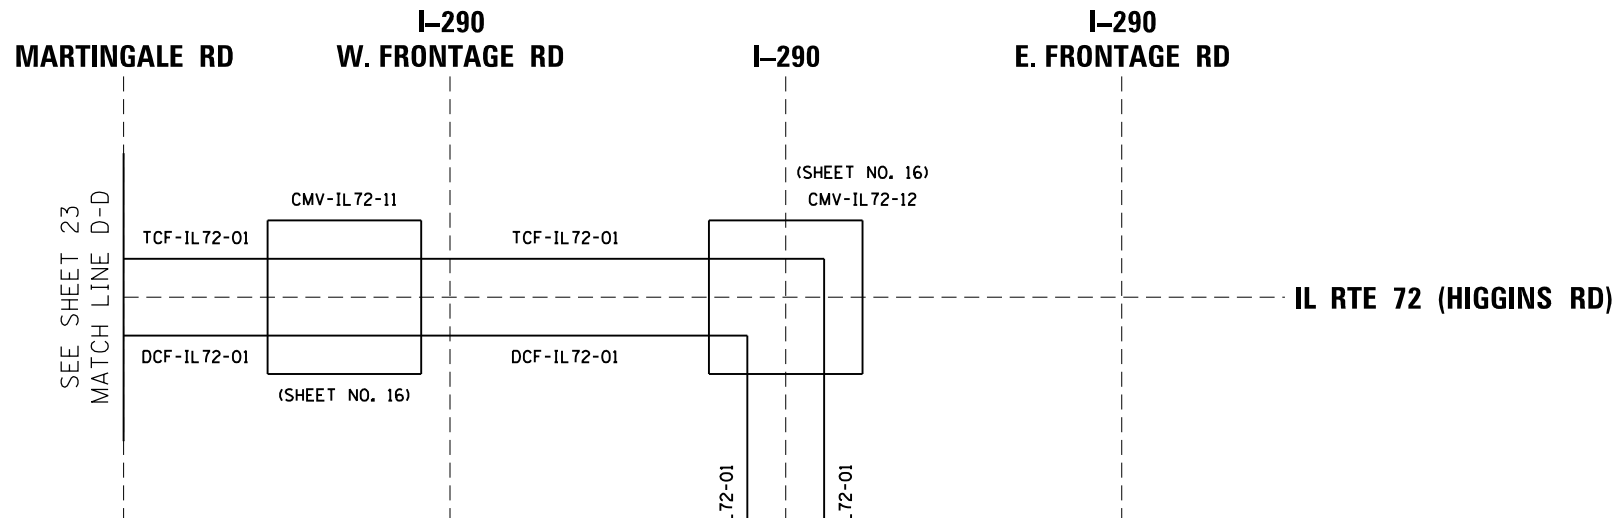 I–290
I–290
MARTINGALE RD
W. FRONTAGE RD
I–290
E. FRONTAGE RD
(SHEET NO. 16)
CMV-IL72-11
CMV-IL72-12
SEE SHEET 23
MATCH LINE D-D
TCF-IL72-01
TCF-IL72-01
IL RTE 72 (HIGGINS RD)
DCF-IL72-01
DCF-IL72-01
(SHEET NO. 16)
.72-01
.72-01